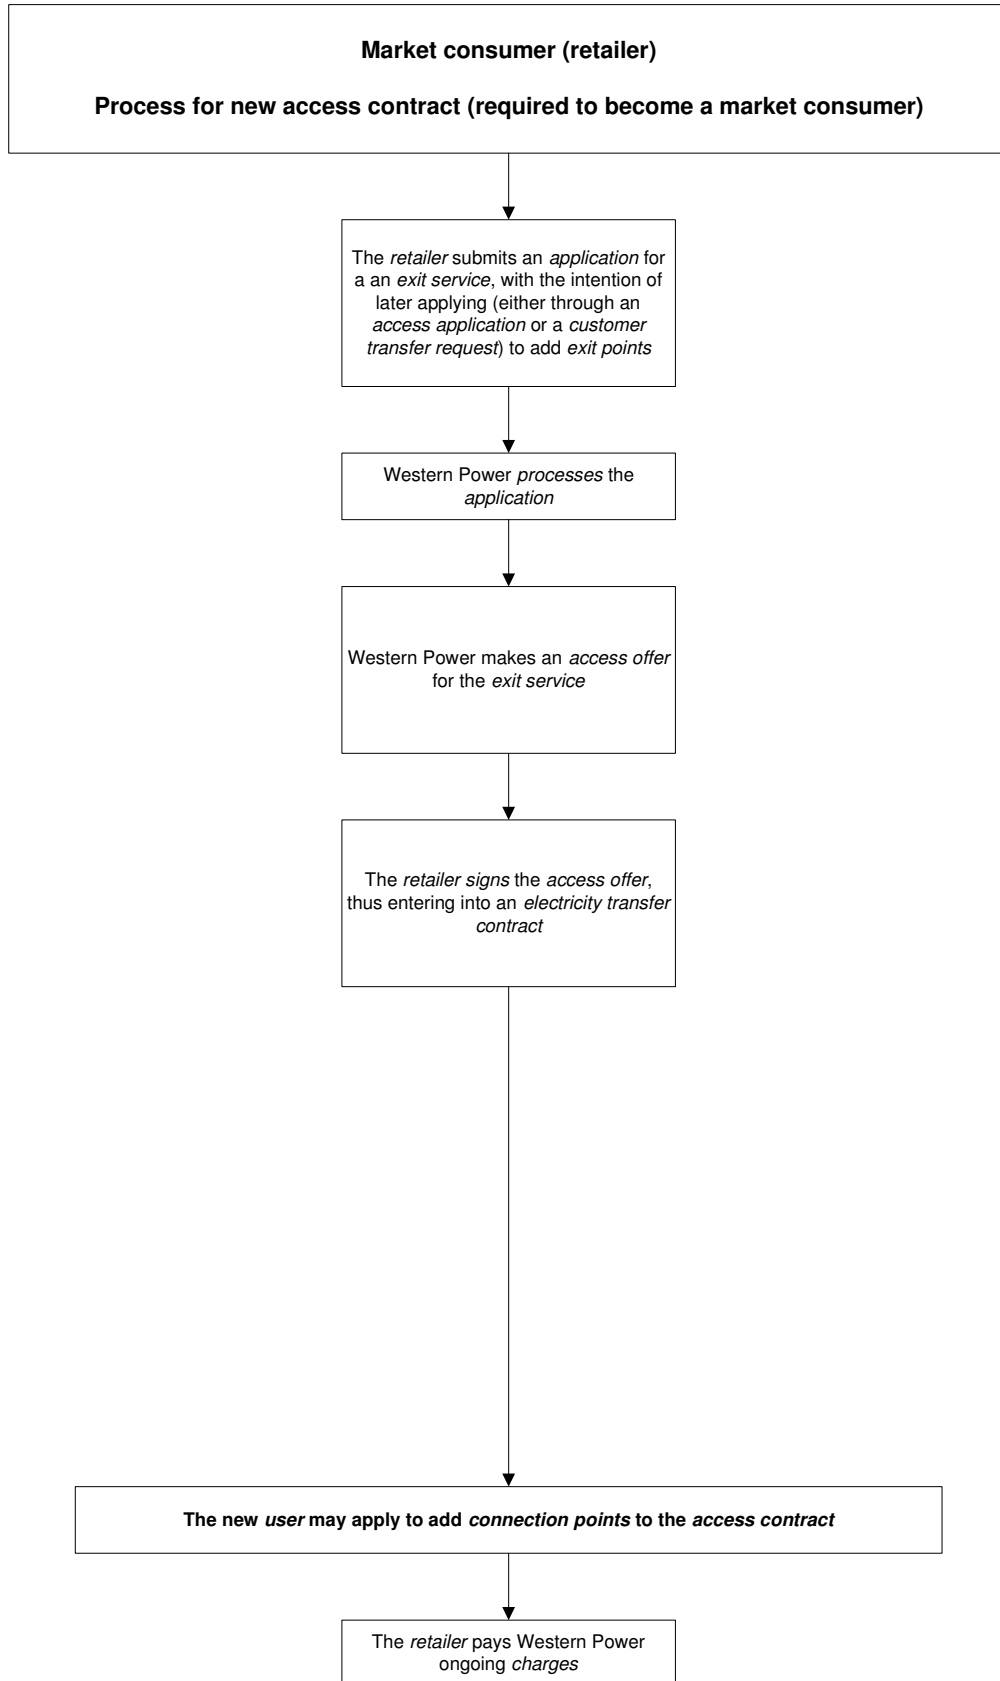 Market consumer (retailer)
Process for new access contract (required to become a market consumer)
The retailer submits an application for
a an exit service, with the intention of
later applying (either through an
access application or a customer
transfer request) to add exit points
Western Power processes the
application
Western Power makes an access offer
for the exit service
The retailer signs the access offer,
thus entering into an electricity transfer
contract
The new user may apply to add connection points to the access contract
The retailer pays Western Power
ongoing charges